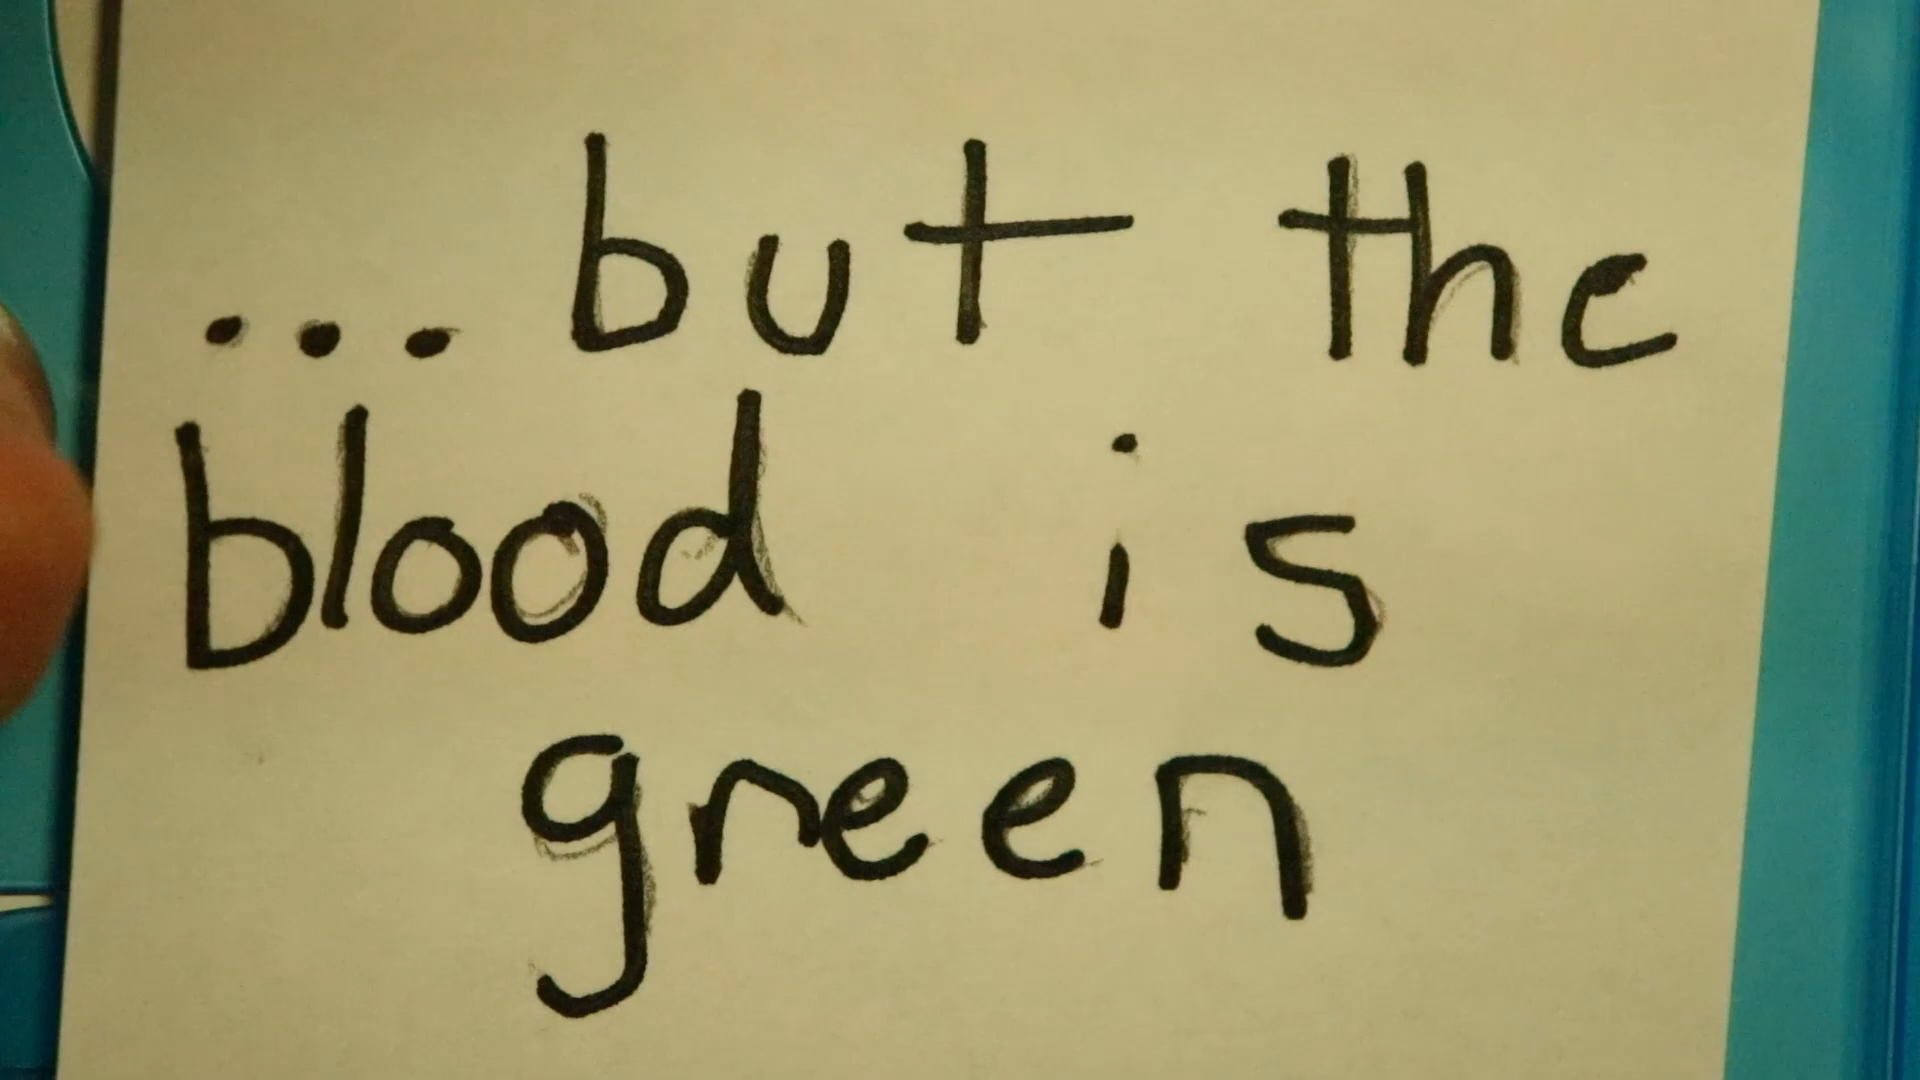 ... but the
blood is
green